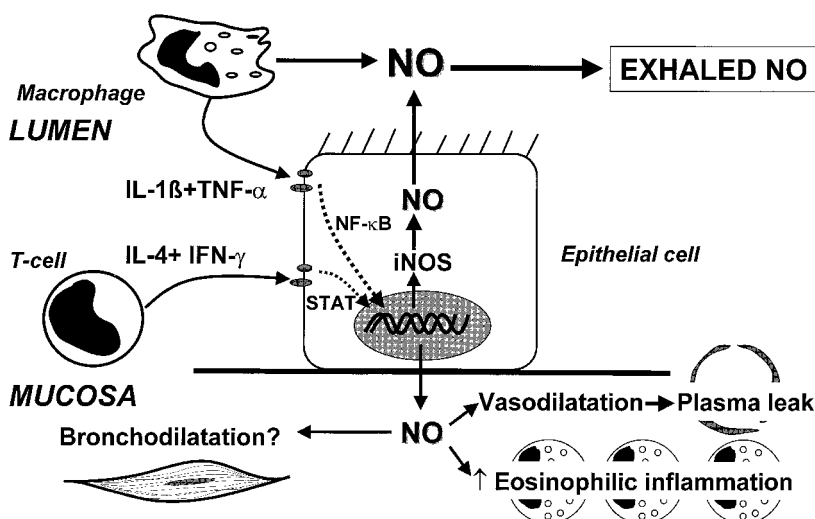 NO
EXHALED NO
Macrophage
LUMEN
IL-1ß+TNF-α
NO
NF-κB
iNOS
Epithelial cell
T-cell
IL-4+ IFN-γ
STAT
MUCOSA
Bronchodilatation?
NO
Vasodilatation
Plasma leak
↑ Eosinophilic inflammation